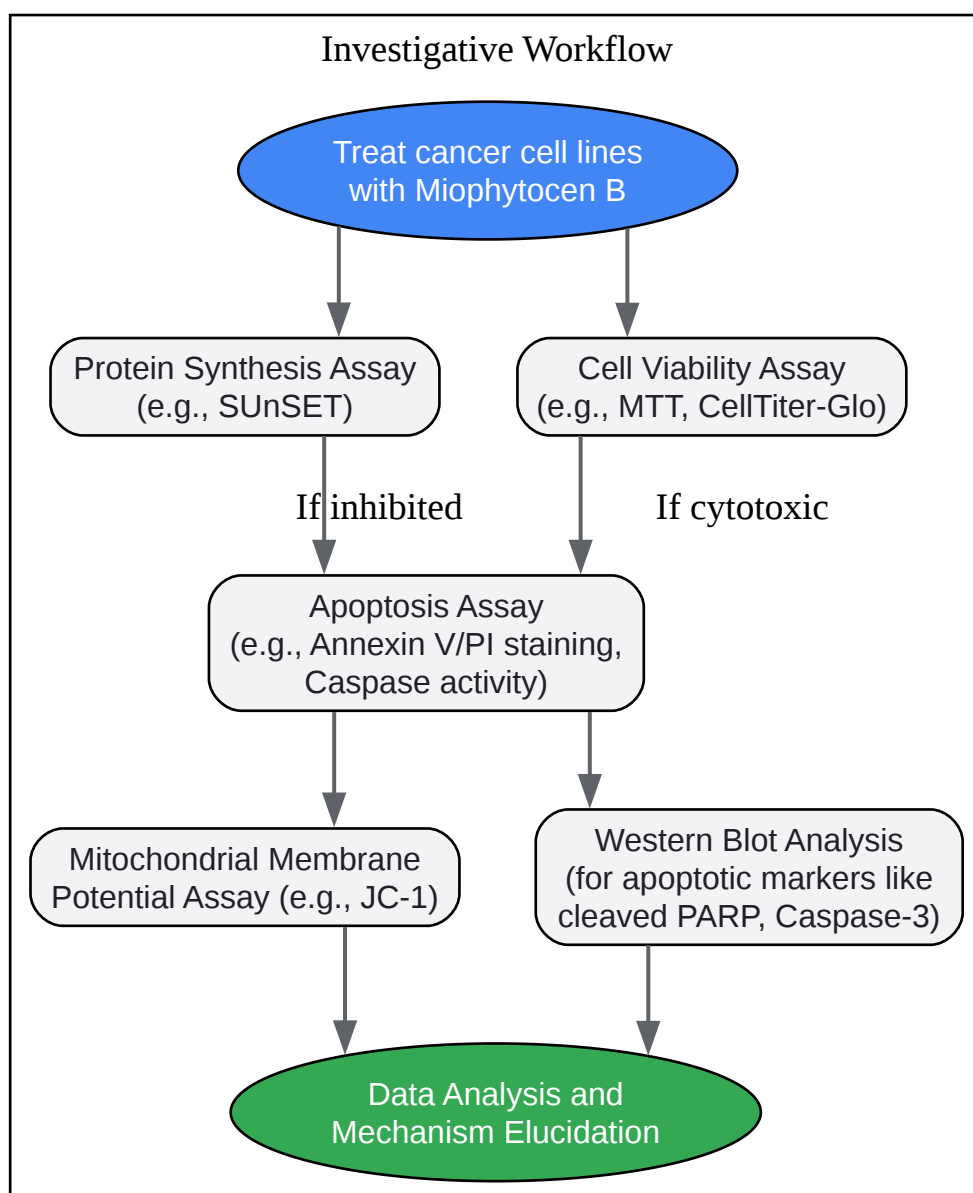 Investigative Workflow
Treat cancer cell lines
with Miophytocen B
Protein Synthesis Assay
(e.g., SUnSET)
Cell Viability Assay
(e.g., MTT, CellTiter-Glo)
If inhibited
If cytotoxic
Apoptosis Assay
(e.g., Annexin V/PI staining,
Caspase activity)
Mitochondrial Membrane
Potential Assay (e.g., JC-1)
Western Blot Analysis
(for apoptotic markers like
cleaved PARP, Caspase-3)
Data Analysis and
Mechanism Elucidation